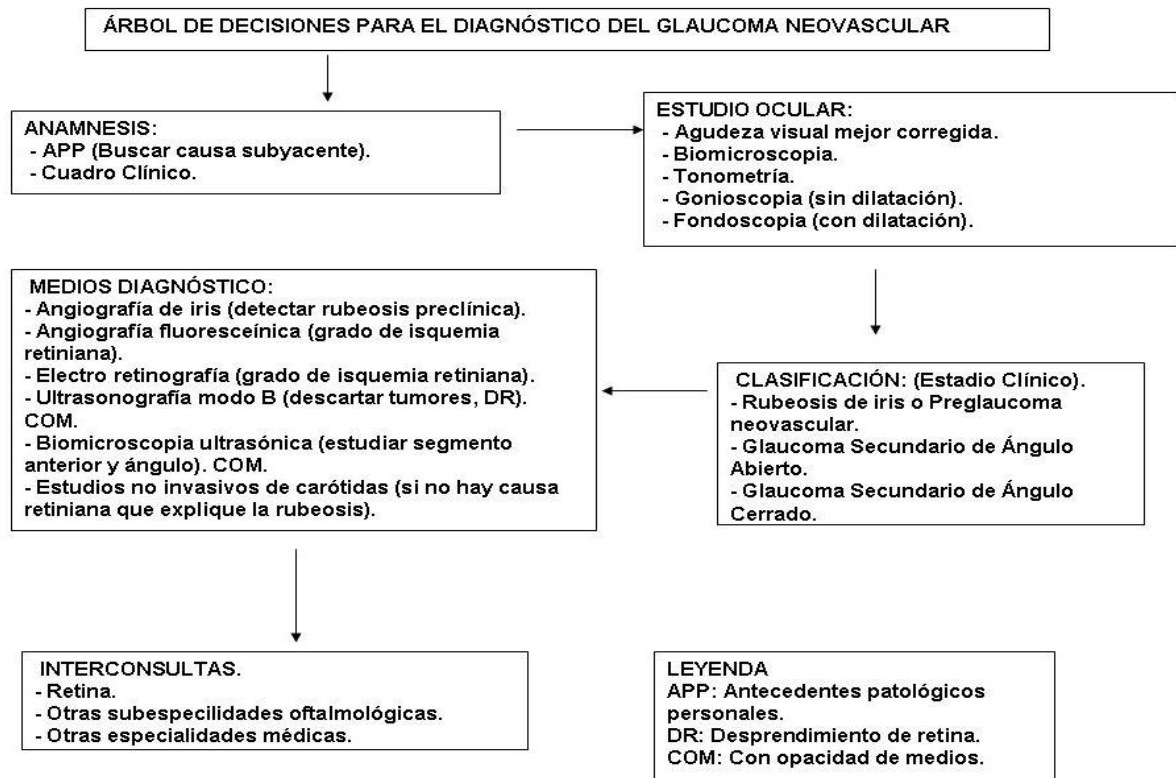 ÁRBOL DE DECISIONES PARA EL DIAGNÓSTICO DEL GLAUCOMA NEOVASCULAR
ANAMNESIS:
- APP (Buscar causa subyacente).
- Cuadro Clínico.
ESTUDIO OCULAR:
- Agudeza visual mejor corregida.
- Biomicroscopia.
- Tonometría.
- Gonioscopia (sin dilatación).
- Fondoscopia (con dilatación).
CLASIFICACIÓN: (Estadio Clínico).
- Rubeosis de iris o Preglaucoma
neovascular.
- Glaucoma Secundario de Ángulo
Abierto.
- Glaucoma Secundario de Ángulo
Cerrado.
MEDIOS DIAGNÓSTICO:
- Angiografía de iris (detectar rubeosis preclínica).
- Angiografía fluoresceínica (grado de isquemia
retiniana).
- Electro retinografía (grado de isquemia retiniana).
- Ultrasonografía modo B (descartar tumores, DR).
COM.
- Biomicroscopia ultrasónica (estudiar segmento
anterior y ángulo). COM.
- Estudios no invasivos de carótidas (si no hay causa
retiniana que explique la rubeosis).
INTERCONSULTAS.
- Retina.
- Otras subespecilidades oftalmológicas.
- Otras especialidades médicas.
LEYENDA
APP: Antecedentes patológicos
personales.
DR: Desprendimiento de retina.
COM: Con opacidad de medios.